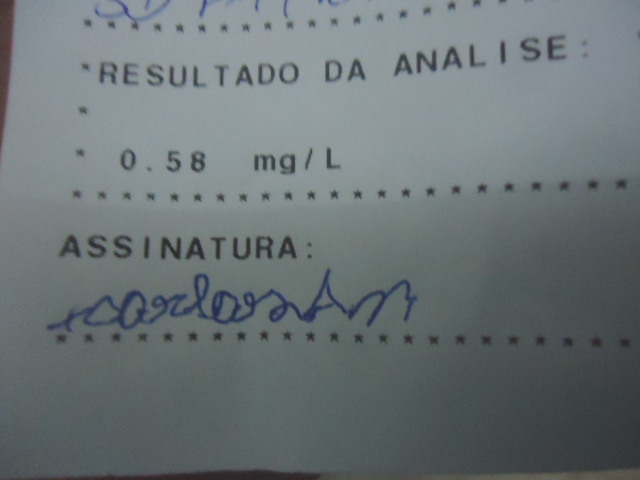 * * * * * * * * * * * * * * * * * * * *
*RESULTADO DA ANALISE: *
*
* 0.58 mg/L
* * * * * * * * * * * * * * * * * * * * * * * *
ASSINATURA:
* * * * * * * * * * * * * * * * * * * * * *